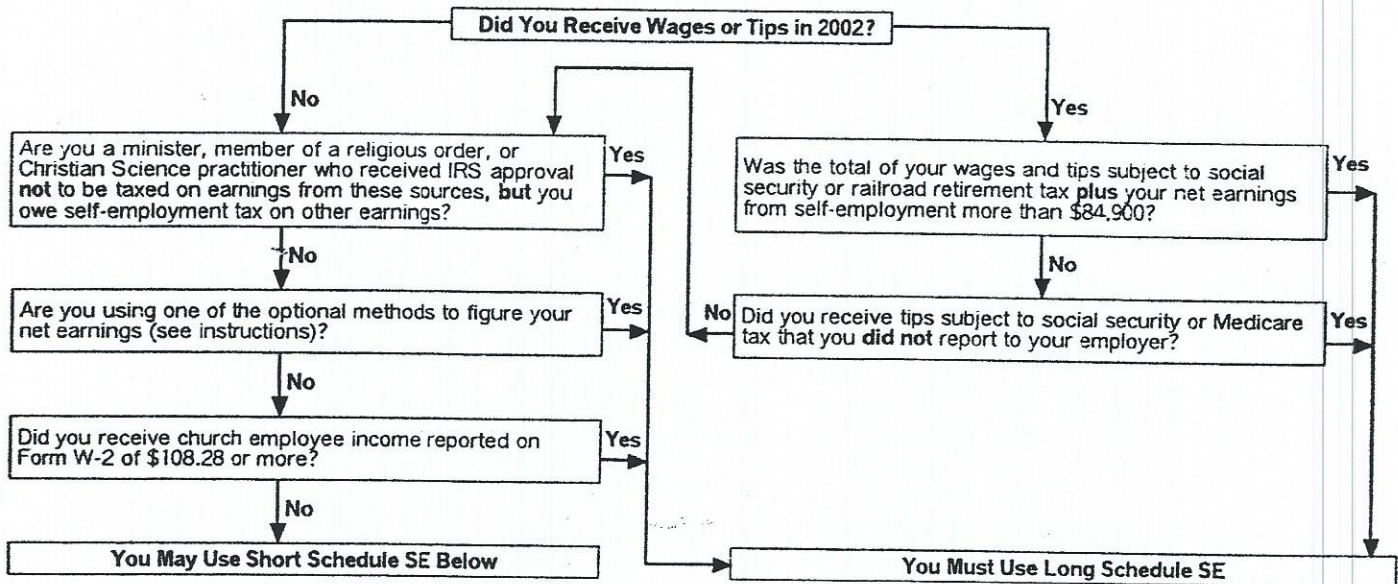 Did You Receive Wages or Tips in 2002?
No
Yes
Are you a minister, member of a religious order, or
Christian Science practitioner who received IRS approval
not to be taxed on earnings from these sources, but you
owe self-employment tax on other earnings?
Yes
No
Are you using one of the optional methods to figure your
net earnings (see instructions)?
Yes
No
Did you receive church employee income reported on
Form W-2 of $108.28 or more?
Yes
No
You May Use Short Schedule SE Below
Was the total of your wages and tips subject to social
security or railroad retirement tax plus your net earnings
from self-employment more than $84,900?
Yes
No
No
Did you receive tips subject to social security or Medicare
tax that you did not report to your employer?
Yes
You Must Use Long Schedule SE